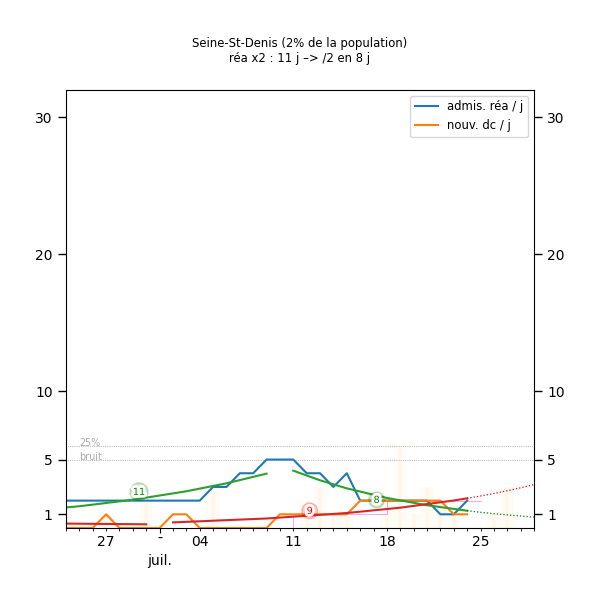 Seine-St-Denis (2% de la population)
réa x2 : 11 j –> /2 en 8 j
admis. réa / j
nouv. dc / j
30 30
20 20
10 10
25%
bruit
5 5
11
8
9
1 1
27 - 04 11 18 25
juil.